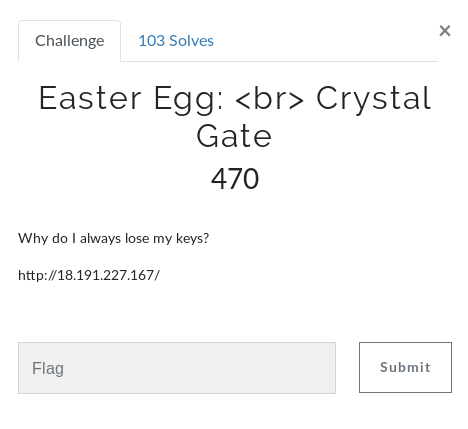 Challenge 103 Solves ×
Easter Egg: <br> Crystal
Gate
470
Why do I always lose my keys?
http://18.191.227.167/
Flag Submit